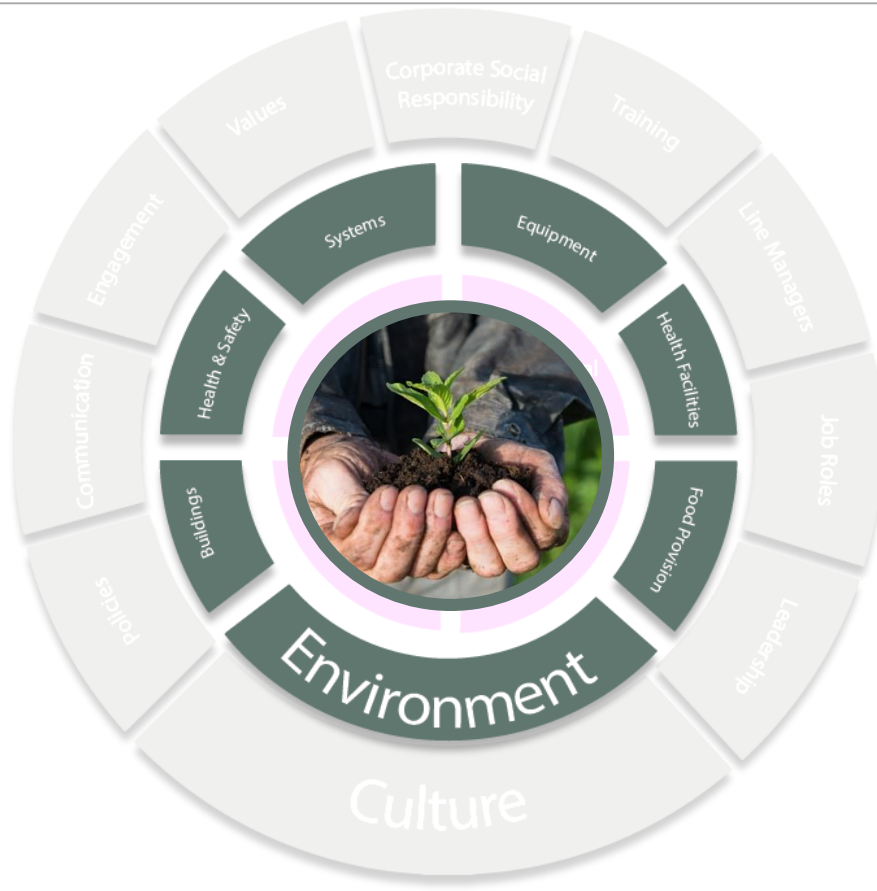 Corporate Social
Responsibility
Training
Line Managers
Job Roles
Leadership
Culture
Policies
Communication
Engagement
Values
Systems
Equipment
Health Facilities
Food Provision
Environment
Buildings
Health & Safety